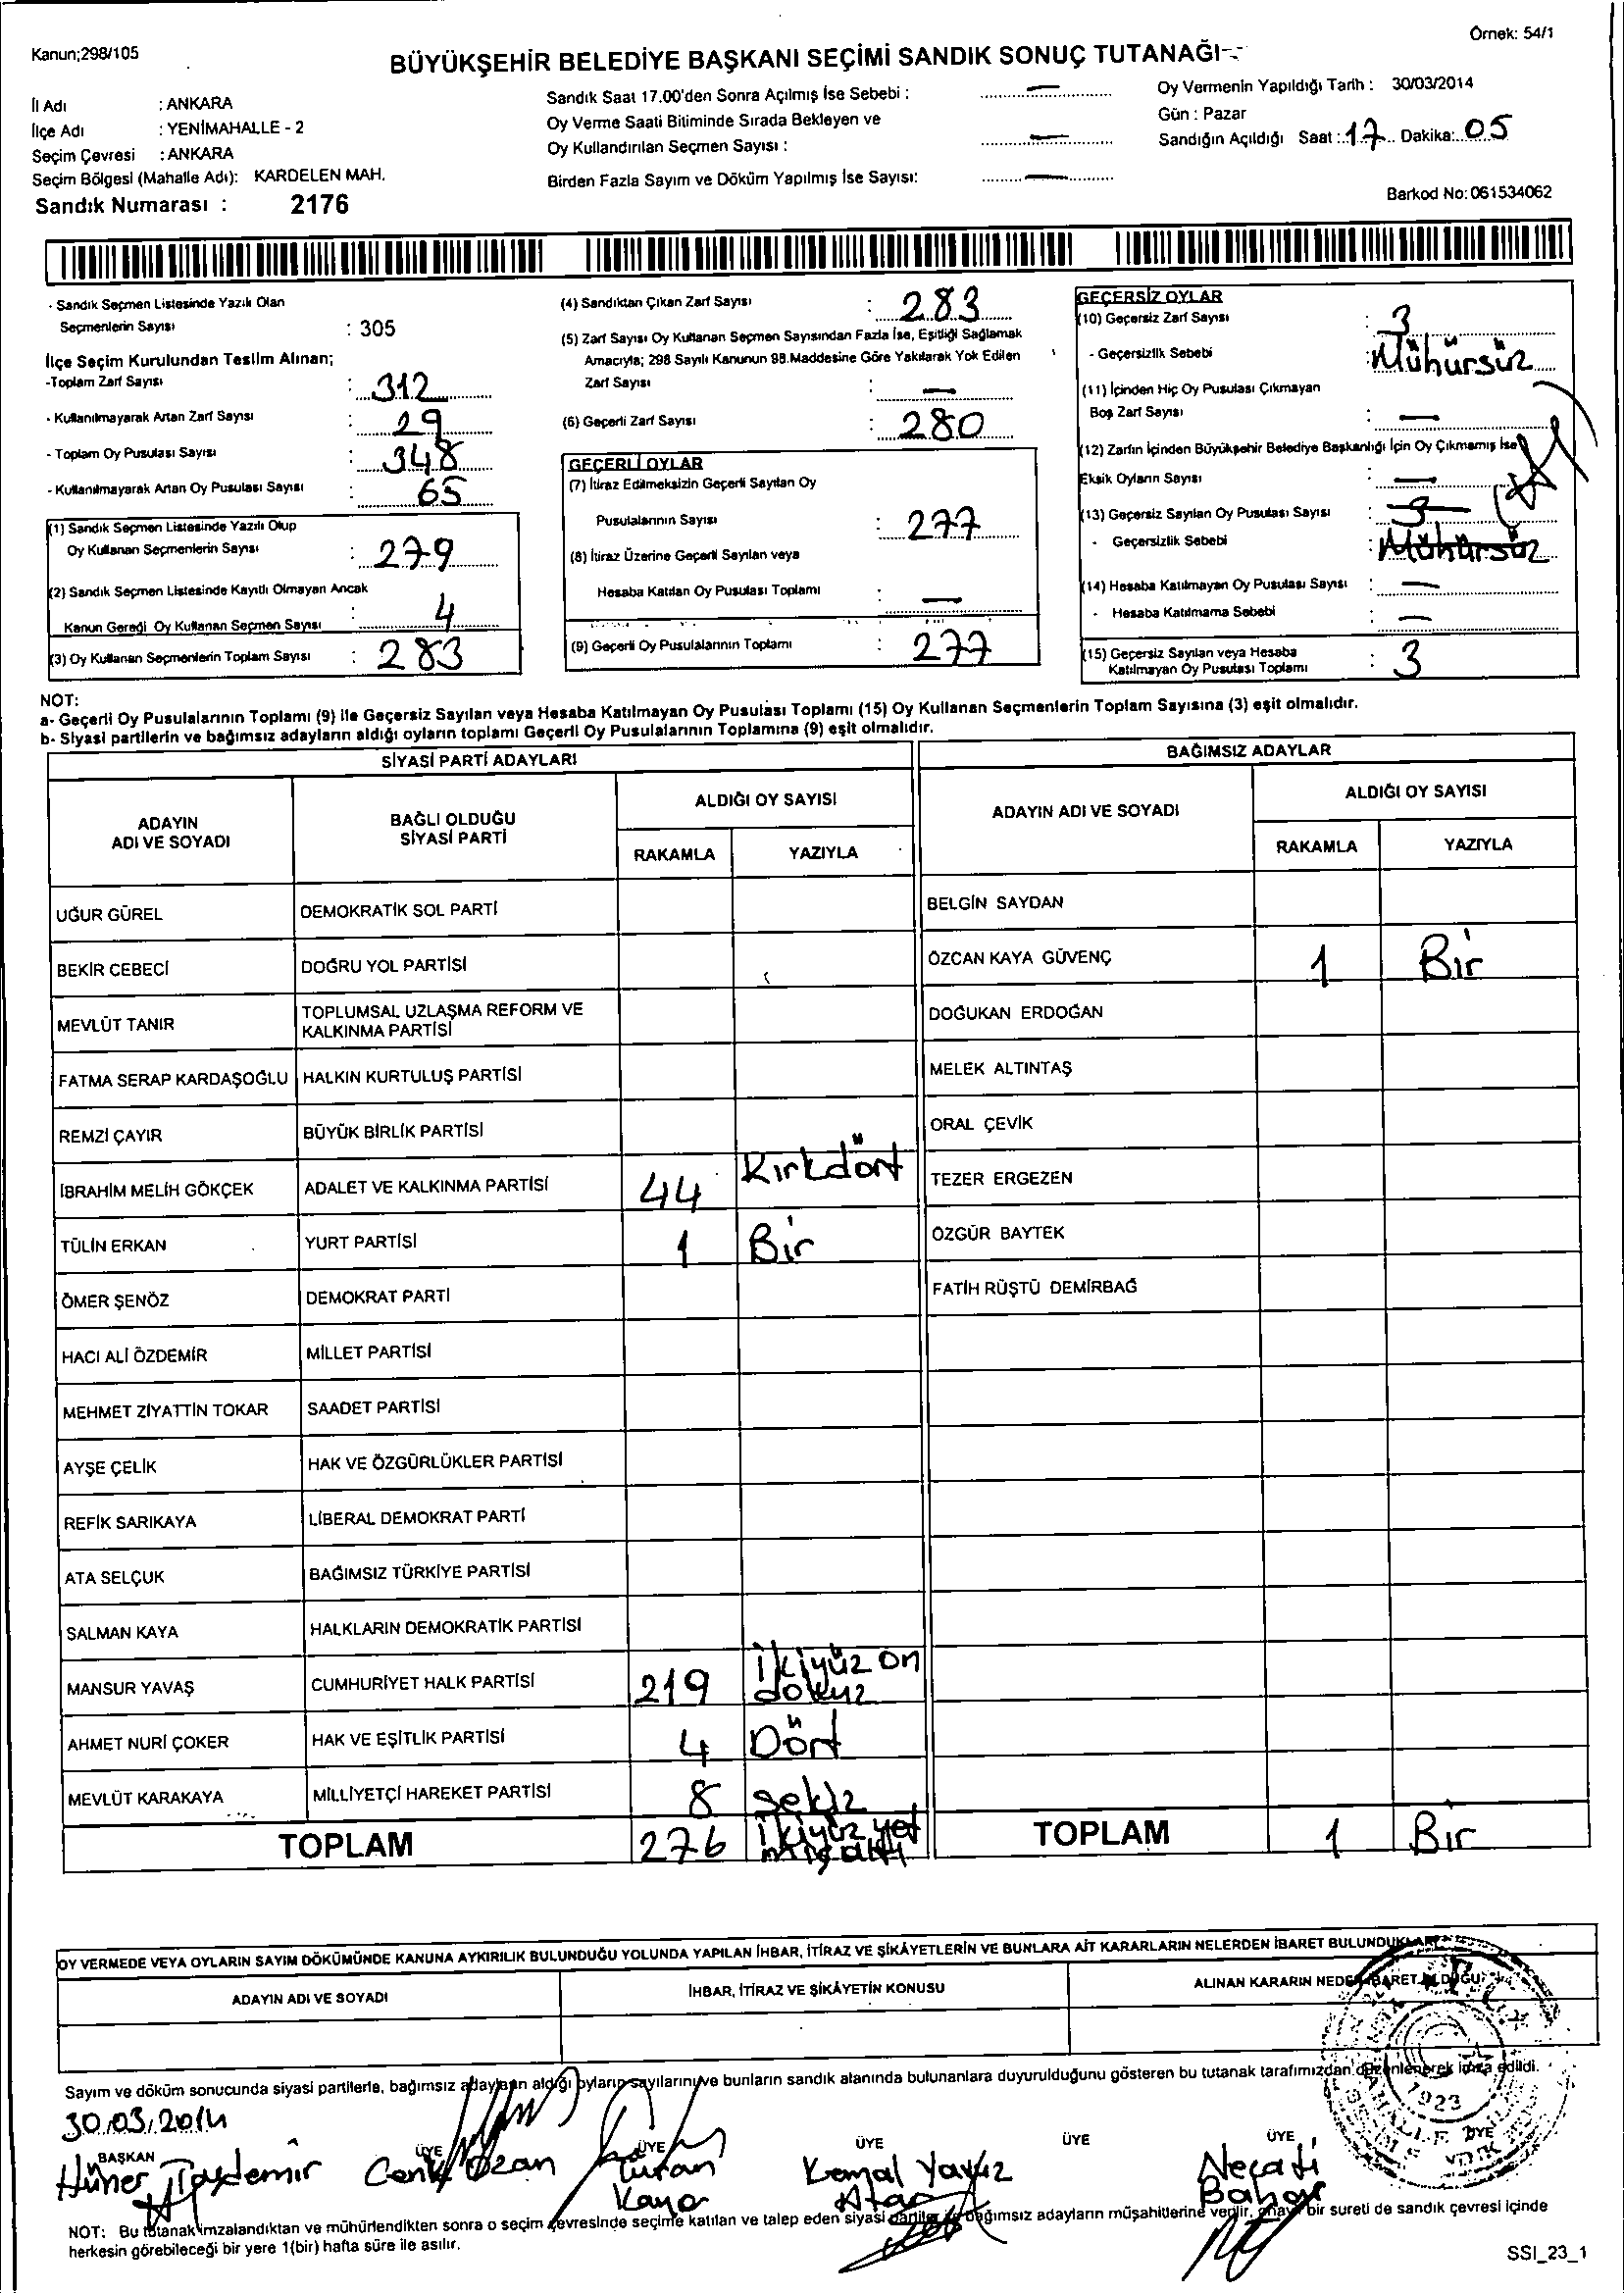 Kanun;298/105
Örnek: 54/1
BÜYÜKŞEHİR BELEDİYE BAŞKANI SEÇİMİ SANDIK SONUÇ TUTANAĞI
İl Adı : ANKARA
İlçe Adı : YENİMAHALLE - 2
Seçim Çevresi : ANKARA
Seçim Bölgesi (Mahalle Adı): KARDELEN MAH.
Sandık Numarası : 2176
Sandık Saat 17.00'den Sonra Açılmış İse Sebebi : —
Oy Verme Saati Bitiminde Sırada Bekleyen ve
Oy Kullandırılan Seçmen Sayısı : —
Birden Fazla Sayım ve Döküm Yapılmış İse Sayısı: —
Oy Vermenin Yapıldığı Tarih : 30/03/2014
Gün : Pazar
Sandığın Açıldığı Saat : 17 Dakika: 05
Barkod No: 061534062
- Sandık Seçmen Listesinde Yazılı Olan
Seçmenlerin Sayısı : 305
İlçe Seçim Kurulundan Teslim Alınan;
-Toplam Zarf Sayısı : 312
- Kullanılmayarak Artan Zarf Sayısı : 29
- Toplam Oy Pusulası Sayısı : 348
- Kullanılmayarak Artan Oy Pusulası Sayısı : 65
(1) Sandık Seçmen Listesinde Yazılı Olup
Oy Kullanan Seçmenlerin Sayısı : 279
(2) Sandık Seçmen Listesinde Kayıtlı Olmayan Ancak
Kanun Gereği Oy Kullanan Seçmen Sayısı : 4
(3) Oy Kullanan Seçmenlerin Toplam Sayısı : 283
(4) Sandıktan Çıkan Zarf Sayısı : 283
(5) Zarf Sayısı Oy Kullanan Seçmen Sayısından Fazla İse, Eşitliği Sağlamak
Amacıyla; 298 Sayılı Kanunun 98.Maddesine Göre Yakılarak Yok Edilen
Zarf Sayısı : —
(6) Geçerli Zarf Sayısı : 280
GEÇERLİ OYLAR
(7) İtiraz Edilmeksizin Geçerli Sayılan Oy
Pusulalarının Sayısı : 277
(8) İtiraz Üzerine Geçerli Sayılan veya
Hesaba Katılan Oy Pusulası Toplamı : —
(9) Geçerli Oy Pusulalarının Toplamı : 277
GEÇERSİZ OYLAR
(10) Geçersiz Zarf Sayısı : 3
- Geçersizlik Sebebi : Mühürsüz
(11) İçinden Hiç Oy Pusulası Çıkmayan
Boş Zarf Sayısı : —
(12) Zarfın İçinden Büyükşehir Belediye Başkanlığı İçin Oy Çıkmamış İse
Eksik Oyların Sayısı : —
(13) Geçersiz Sayılan Oy Pusulası Sayısı : 3
- Geçersizlik Sebebi : Mühürsüz
(14) Hesaba Katılmayan Oy Pusulası Sayısı : —
- Hesaba Katılmama Sebebi : —
(15) Geçersiz Sayılan veya Hesaba
Katılmayan Oy Pusulası Toplamı : 3
NOT:
a- Geçerli Oy Pusulalarının Toplamı (9) ile Geçersiz Sayılan veya Hesaba Katılmayan Oy Pusulası Toplamı (15) Oy Kullanan Seçmenlerin Toplam Sayısına (3) eşit olmalıdır.
b- Siyasi partilerin ve bağımsız adayların aldığı oyların toplamı Geçerli Oy Pusulalarının Toplamına (9) eşit olmalıdır.
SİYASİ PARTİ ADAYLARI
ADAYIN
ADI VE SOYADI
BAĞLI OLDUĞU
SİYASİ PARTİ
ALDIĞI OY SAYISI
RAKAMLA YAZIYLA
UĞUR GÜREL DEMOKRATİK SOL PARTİ
BEKİR CEBECİ DOĞRU YOL PARTİSİ
MEVLÜT TANIR TOPLUMSAL UZLAŞMA REFORM VE
KALKINMA PARTİSİ
FATMA SERAP KARDAŞOĞLU HALKIN KURTULUŞ PARTİSİ
REMZİ ÇAYIR BÜYÜK BİRLİK PARTİSİ
İBRAHİM MELİH GÖKÇEK ADALET VE KALKINMA PARTİSİ 44 Kırkdört
TÜLİN ERKAN YURT PARTİSİ 1 Bir
ÖMER ŞENÖZ DEMOKRAT PARTİ
HACI ALİ ÖZDEMİR MİLLET PARTİSİ
MEHMET ZİYATTİN TOKAR SAADET PARTİSİ
AYŞE ÇELİK HAK VE ÖZGÜRLÜKLER PARTİSİ
REFİK SARIKAYA LİBERAL DEMOKRAT PARTİ
ATA SELÇUK BAĞIMSIZ TÜRKİYE PARTİSİ
SALMAN KAYA HALKLARIN DEMOKRATİK PARTİSİ
MANSUR YAVAŞ CUMHURİYET HALK PARTİSİ 219 İkiyüz on
dokuz
AHMET NURİ ÇOKER HAK VE EŞİTLİK PARTİSİ 4 Dört
MEVLÜT KARAKAYA MİLLİYETÇİ HAREKET PARTİSİ 8 Sekiz
TOPLAM 276 İkiyüz yet
mişaltı
BAĞIMSIZ ADAYLAR
ADAYIN ADI VE SOYADI
ALDIĞI OY SAYISI
RAKAMLA YAZIYLA
BELGİN SAYDAN
ÖZCAN KAYA GÜVENÇ 1 Bir
DOĞUKAN ERDOĞAN
MELEK ALTINTAŞ
ORAL ÇEVİK
TEZER ERGEZEN
ÖZGÜR BAYTEK
FATİH RÜŞTÜ DEMİRBAĞ
TOPLAM 1 Bir
OY VERMEDE VEYA OYLARIN SAYIM DÖKÜMÜNDE KANUNA AYKIRILIK BULUNDUĞU YOLUNDA YAPILAN İHBAR, İTİRAZ VE ŞİKÂYETLERİN VE BUNLARA AİT KARARLARIN NELERDEN İBARET BULUNDUKLARI
ADAYIN ADI VE SOYADI
İHBAR, İTİRAZ VE ŞİKÂYETİN KONUSU
ALINAN KARARIN NEDEN İBARET OLDUĞU
Sayım ve döküm sonucunda siyasi partilerle, bağımsız adayların aldığı oyların sayılarını ve bunların sandık alanında bulunanlara duyurulduğunu gösteren bu tutanak tarafımızdan düzenlenerek imza edildi.
1923
30.03.2014
BAŞKAN ÜYE ÜYE ÜYE ÜYE ÜYE
Hüner Taydemir Cenk Ozan Turan Kemal Yavuz Necati
Kaya Atao Bahar
NOT: Bu tutanak imzalandıktan ve mühürlendikten sonra o seçim çevresinde seçime katılan ve talep eden siyasi partiler bağımsız adayların müşahitlerine verilir, onaylı bir sureti de sandık çevresi içinde
herkesin görebileceği bir yere 1(bir) hafta süre ile asılır.
SSI_23_1